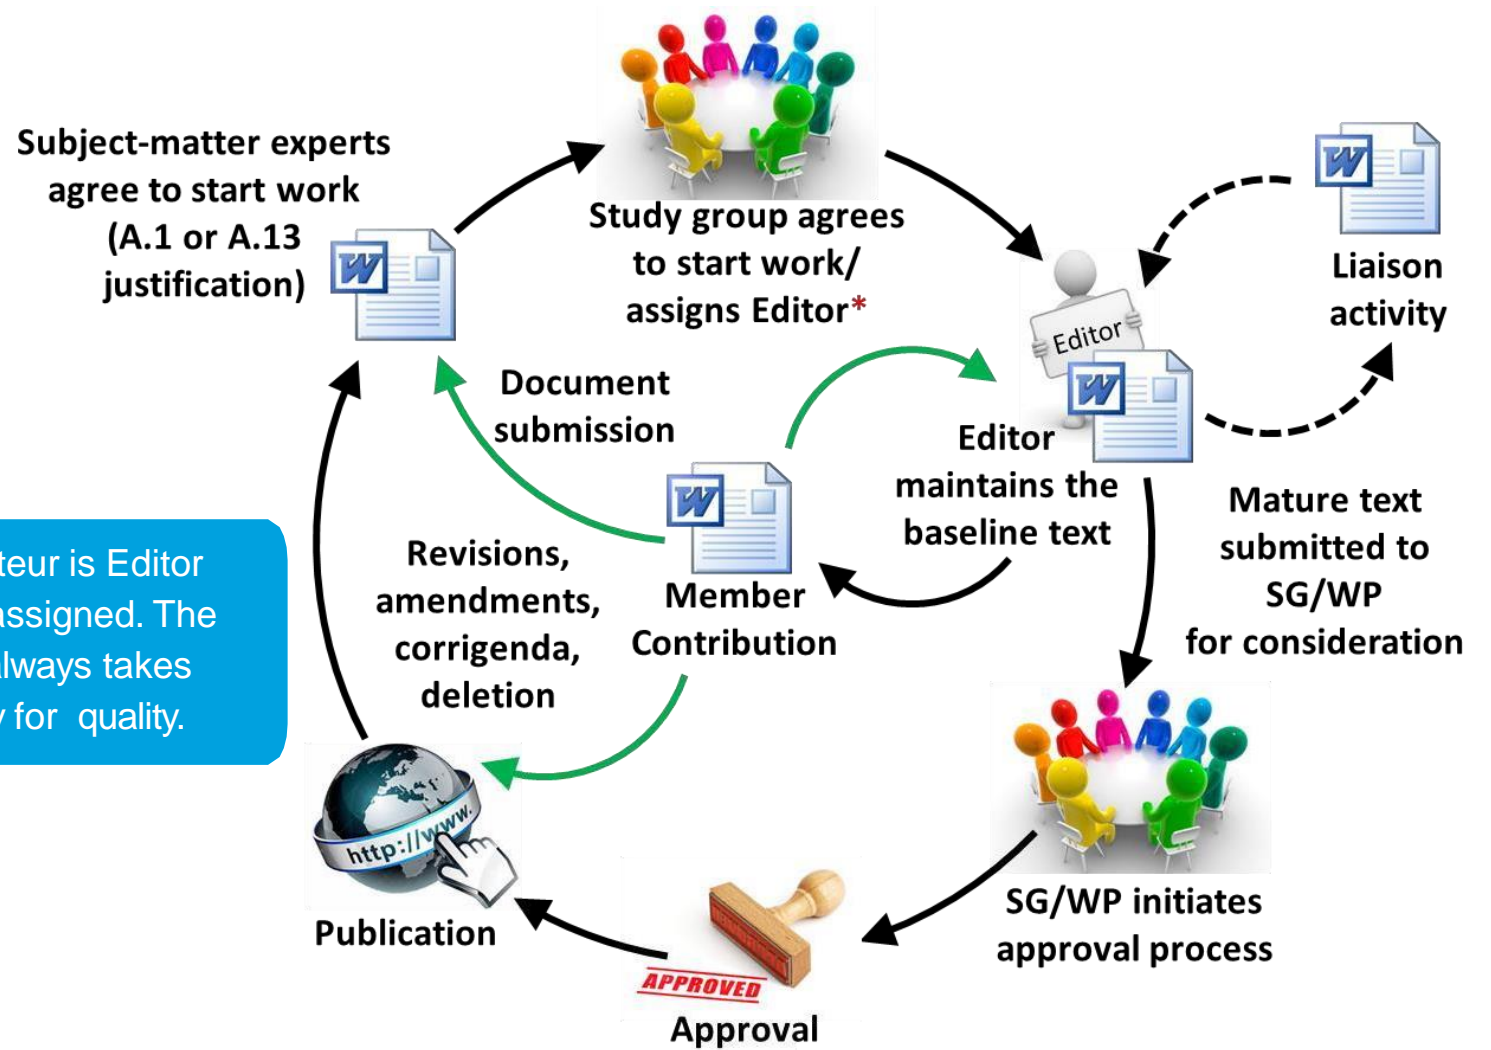 Subject-matter experts
agree to start work
(A.1 or A.13
justification)
Study group agrees
to start work/
assigns Editor*
Liaison
activity
Editor
Editor
maintains the
baseline text
Document
submission
Member
Contribution
Revisions,
amendments,
corrigenda,
deletion
Mature text
submitted to
SG/WP
for consideration
teur is Editor
assigned. The
always takes
y for quality.
http://www.
Publication
APPROVED
Approval
SG/WP initiates
approval process